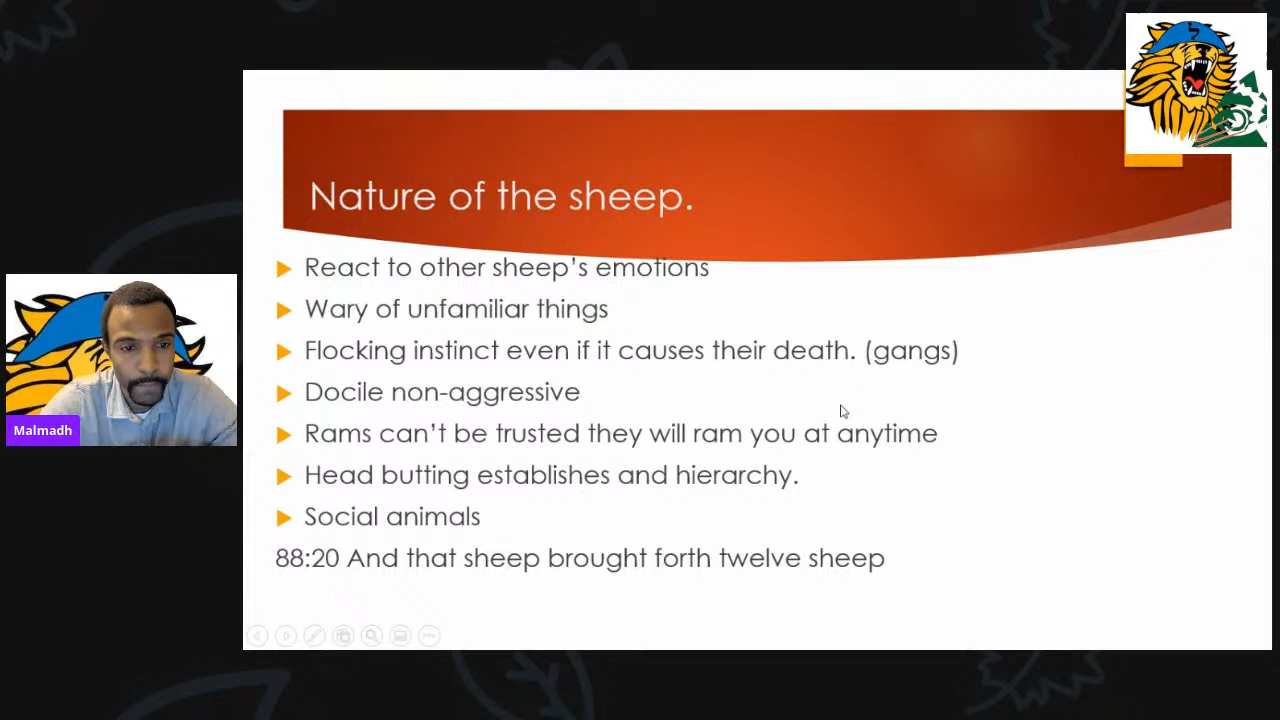 Nature of the sheep.
React to other sheep's emotions
Wary of unfamiliar things
Flocking instinct even if it causes their death. (gangs)
Docile non-aggressive
Rams can't be trusted they will ram you at anytime
Head butting establishes and hierarchy.
Social animals
88:20 And that sheep brought forth twelve sheep
Malmadh